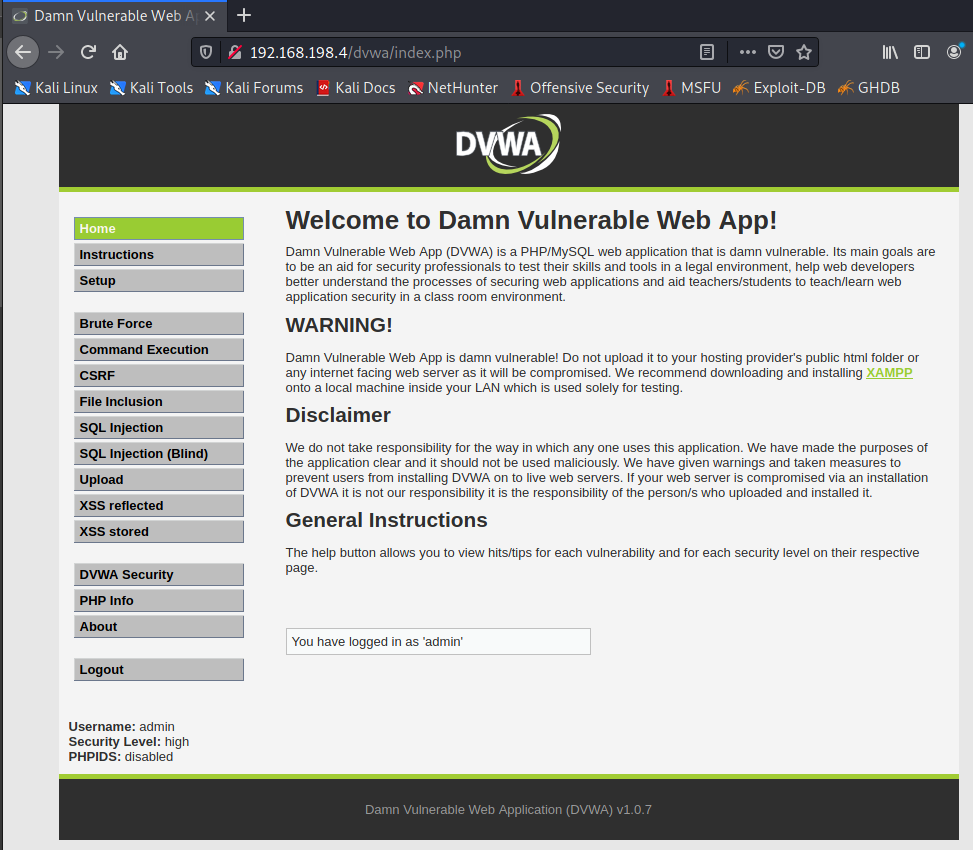 Damn Vulnerable Web A
192.168.198.4/dvwa/index.php
Kali Linux Kali Tools Kali Forums Kali Docs NetHunter Offensive Security MSFU Exploit-DB GHDB
DVWA
Home
Instructions
Setup
Brute Force
Command Execution
CSRF
File Inclusion
SQL Injection
SQL Injection (Blind)
Upload
XSS reflected
XSS stored
DVWA Security
PHP Info
About
Logout
Welcome to Damn Vulnerable Web App!
Damn Vulnerable Web App (DVWA) is a PHP/MySQL web application that is damn vulnerable. Its main goals are
to be an aid for security professionals to test their skills and tools in a legal environment, help web developers
better understand the processes of securing web applications and aid teachers/students to teach/learn web
application security in a class room environment.
WARNING!
Damn Vulnerable Web App is damn vulnerable! Do not upload it to your hosting provider's public html folder or
any internet facing web server as it will be compromised. We recommend downloading and installing XAMPP
onto a local machine inside your LAN which is used solely for testing.
Disclaimer
We do not take responsibility for the way in which any one uses this application. We have made the purposes of
the application clear and it should not be used maliciously. We have given warnings and taken measures to
prevent users from installing DVWA on to live web servers. If your web server is compromised via an installation
of DVWA it is not our responsibility it is the responsibility of the person/s who uploaded and installed it.
General Instructions
The help button allows you to view hits/tips for each vulnerability and for each security level on their respective
page.
You have logged in as 'admin'
Username: admin
Security Level: high
PHPIDS: disabled
Damn Vulnerable Web Application (DVWA) v1.0.7